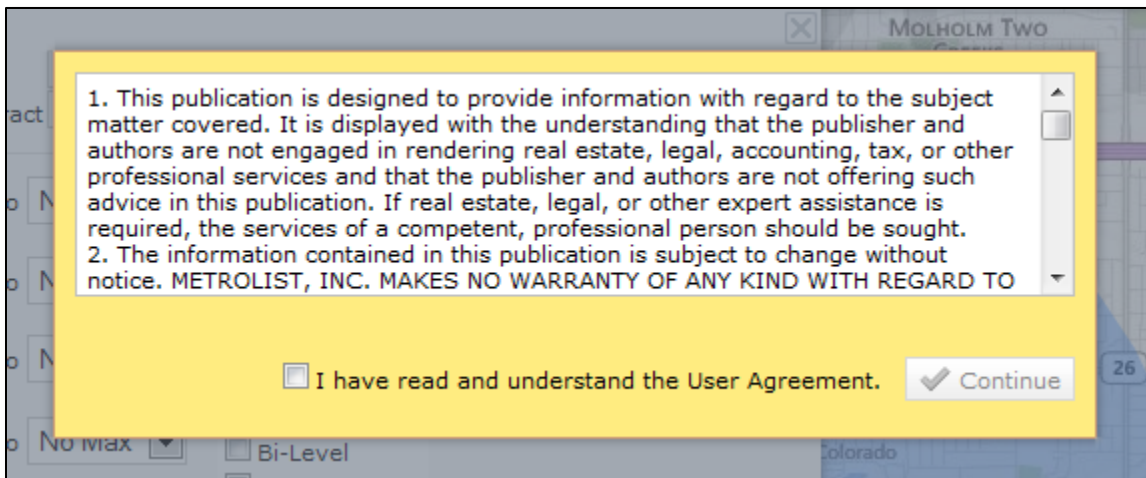 MOLHOLM TWO
ract
1. This publication is designed to provide information with regard to the subject
matter covered. It is displayed with the understanding that the publisher and
authors are not engaged in rendering real estate, legal, accounting, tax, or other
professional services and that the publisher and authors are not offering such
advice in this publication. If real estate, legal, or other expert assistance is
required, the services of a competent, professional person should be sought.
2. The information contained in this publication is subject to change without
notice. METROLIST, INC. MAKES NO WARRANTY OF ANY KIND WITH REGARD TO
I have read and understand the User Agreement.
Continue
26
o No Max
Bi-Level
Colorado